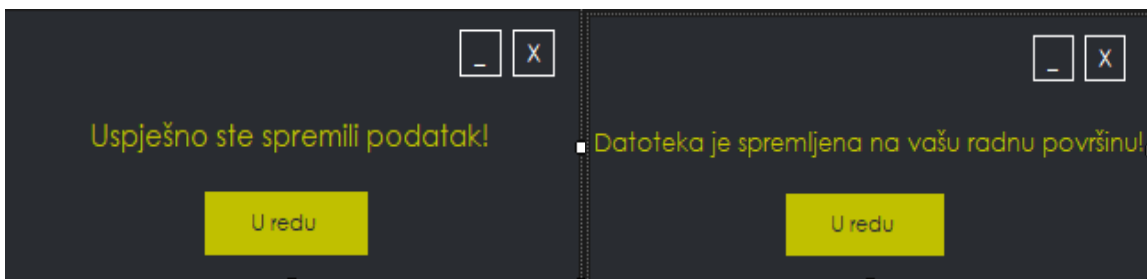 _ X
Uspješno ste spremili podatak!
U redu
_ X
Datoteka je spremljena na vašu radnu površinu!
U redu